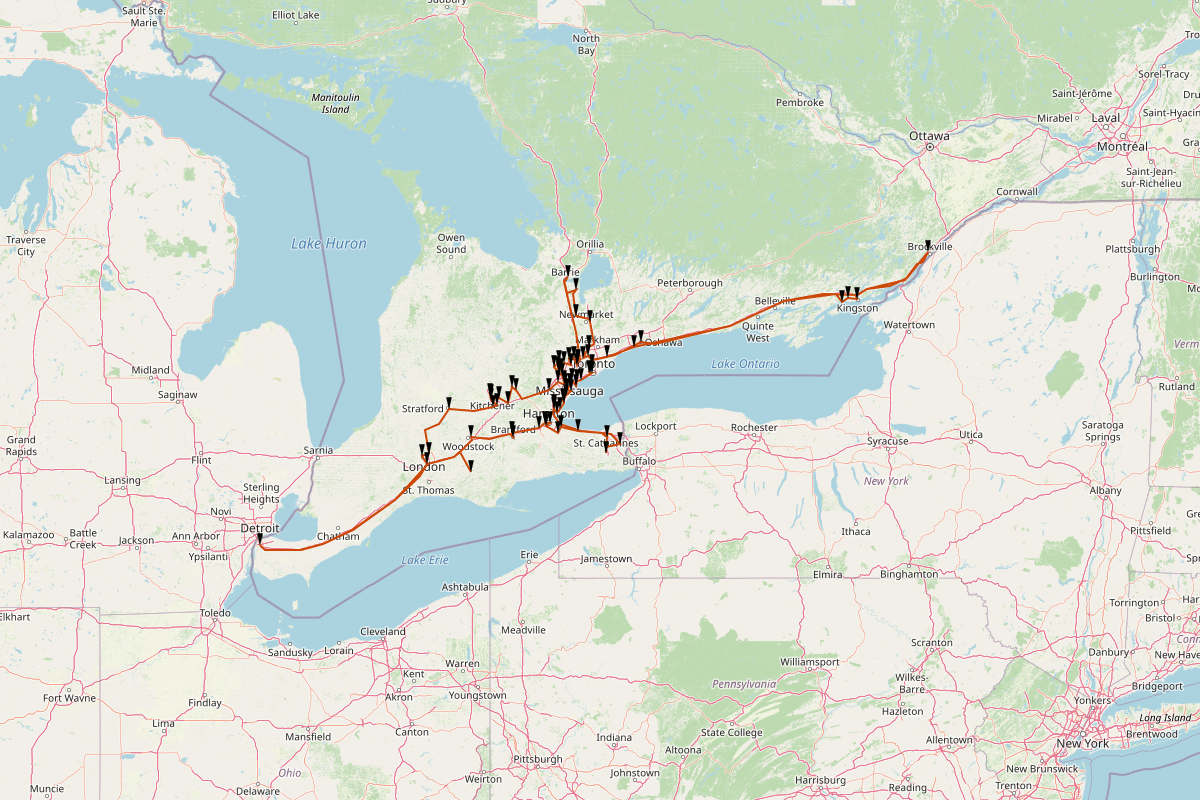 Sault Ste.
Marie
Elliot Lake
North
Bay
Manitoulin
Island
Pembroke
Sorel-Tracy
Saint-Jérôme
Mirabel
Laval
Saint-Hyacin
Ottawa
Montréal
Saint-Jean-
sur-Richelieu
Cornwall
Traverse
City
Lake Huron
Owen
Sound
Orillia
Brockville
Plattsburgh
Barrie
Peterborough
Burlington
Belleville
Kingston
Newmarket
Quinte
West
Watertown
Markham
Oshawa
Toronto
Lake Ontario
Midland
Saginaw
Mississauga
Rutland
Stratford
Kitchener
Hamilton
Lockport
Rochester
Saratoga
Springs
Grand
Rapids
Brantford
St. Catharines
Syracuse
Utica
Woodstock
Sarnia
Flint
London
Buffalo
Lansing
Sterling
Heights
St. Thomas
New York
Albany
Novi
Detroit
Kalamazoo
Battle
Creek
Jackson
Ann Arbor
Ypsilanti
Chatham
Ithaca
Pittsfield
Lake Erie
Erie
Jamestown
Elmira
Binghamton
Ashtabula
Toledo
Torrington
Elkhart
Cleveland
Meadville
Scranton
Danbury
New Have
Sandusky
Lorain
Warren
Williamsport
Kent
Wilkes-
Barre
Pennsylvania
Bridgeport
Fort Wayne
Findlay
Akron
Youngstown
Hazleton
Yonkers
Lima
Canton
State College
Long Island
Mansfield
Indiana
Allentown
Brentwood
New York
Altoona
Pittsburgh
Ohio
Weirton
Johnstown
New Brunswick
Muncie
Delaware
Harrisburg
Reading
Trenton